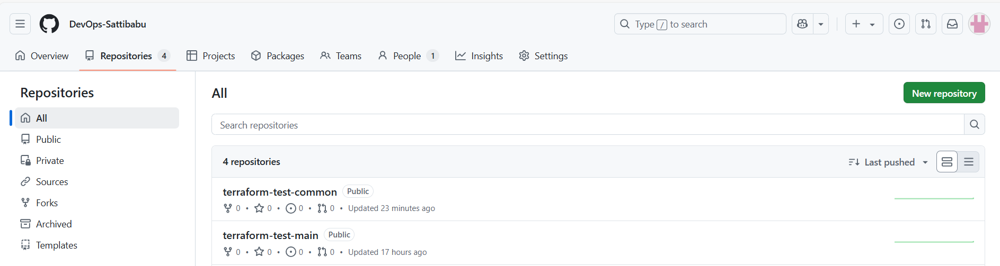 DevOps-Sattibabu
Type / to search
Overview
Repositories 4
Projects
Packages
Teams
People 1
Insights
Settings
Repositories
All
Public
Private
Sources
Forks
Archived
Templates
All
New repository
Search repositories
4 repositories
Last pushed
terraform-test-common Public
0 • 0 • 0 • 0 • Updated 23 minutes ago
terraform-test-main Public
0 • 0 • 0 • 0 • Updated 17 hours ago